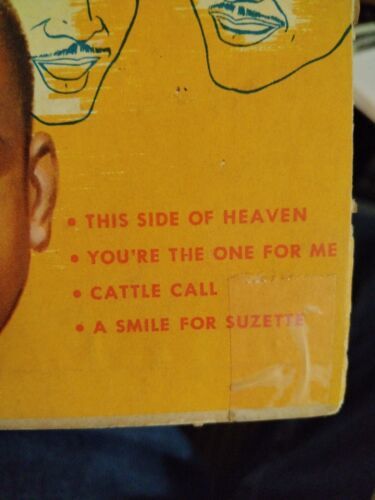 • THIS SIDE OF HEAVEN
• YOU'RE THE ONE FOR ME
• CATTLE CALL
• A SMILE FOR SUZETTE